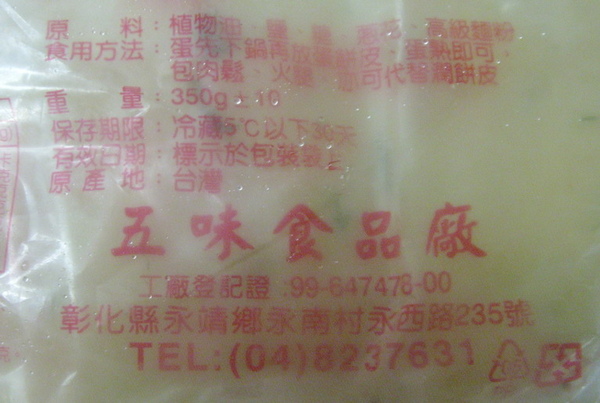 原 料：植物油、鹽、 蔥花、高級麵粉
食用方法：蛋先下鍋再放蛋餅皮、蛋熟即可，
包肉鬆、火腿、亦可代替潤餅皮
重 量：350g±10
保存期限：冷藏5℃以下30天
有效日期：標示於包裝袋上
原產地：台灣
五味食品廠
工廠登記證:99-647478-00
彰化縣永靖鄉永南村永西路235號
TEL:(04)8237631